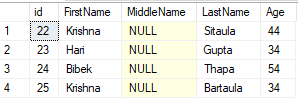 id FirstName MiddleName LastName Age
1 22 Krishna NULL Sitaula 44
2 23 Hari NULL Gupta 34
3 24 Bibek NULL Thapa 54
4 25 Krishna NULL Bartaula 34